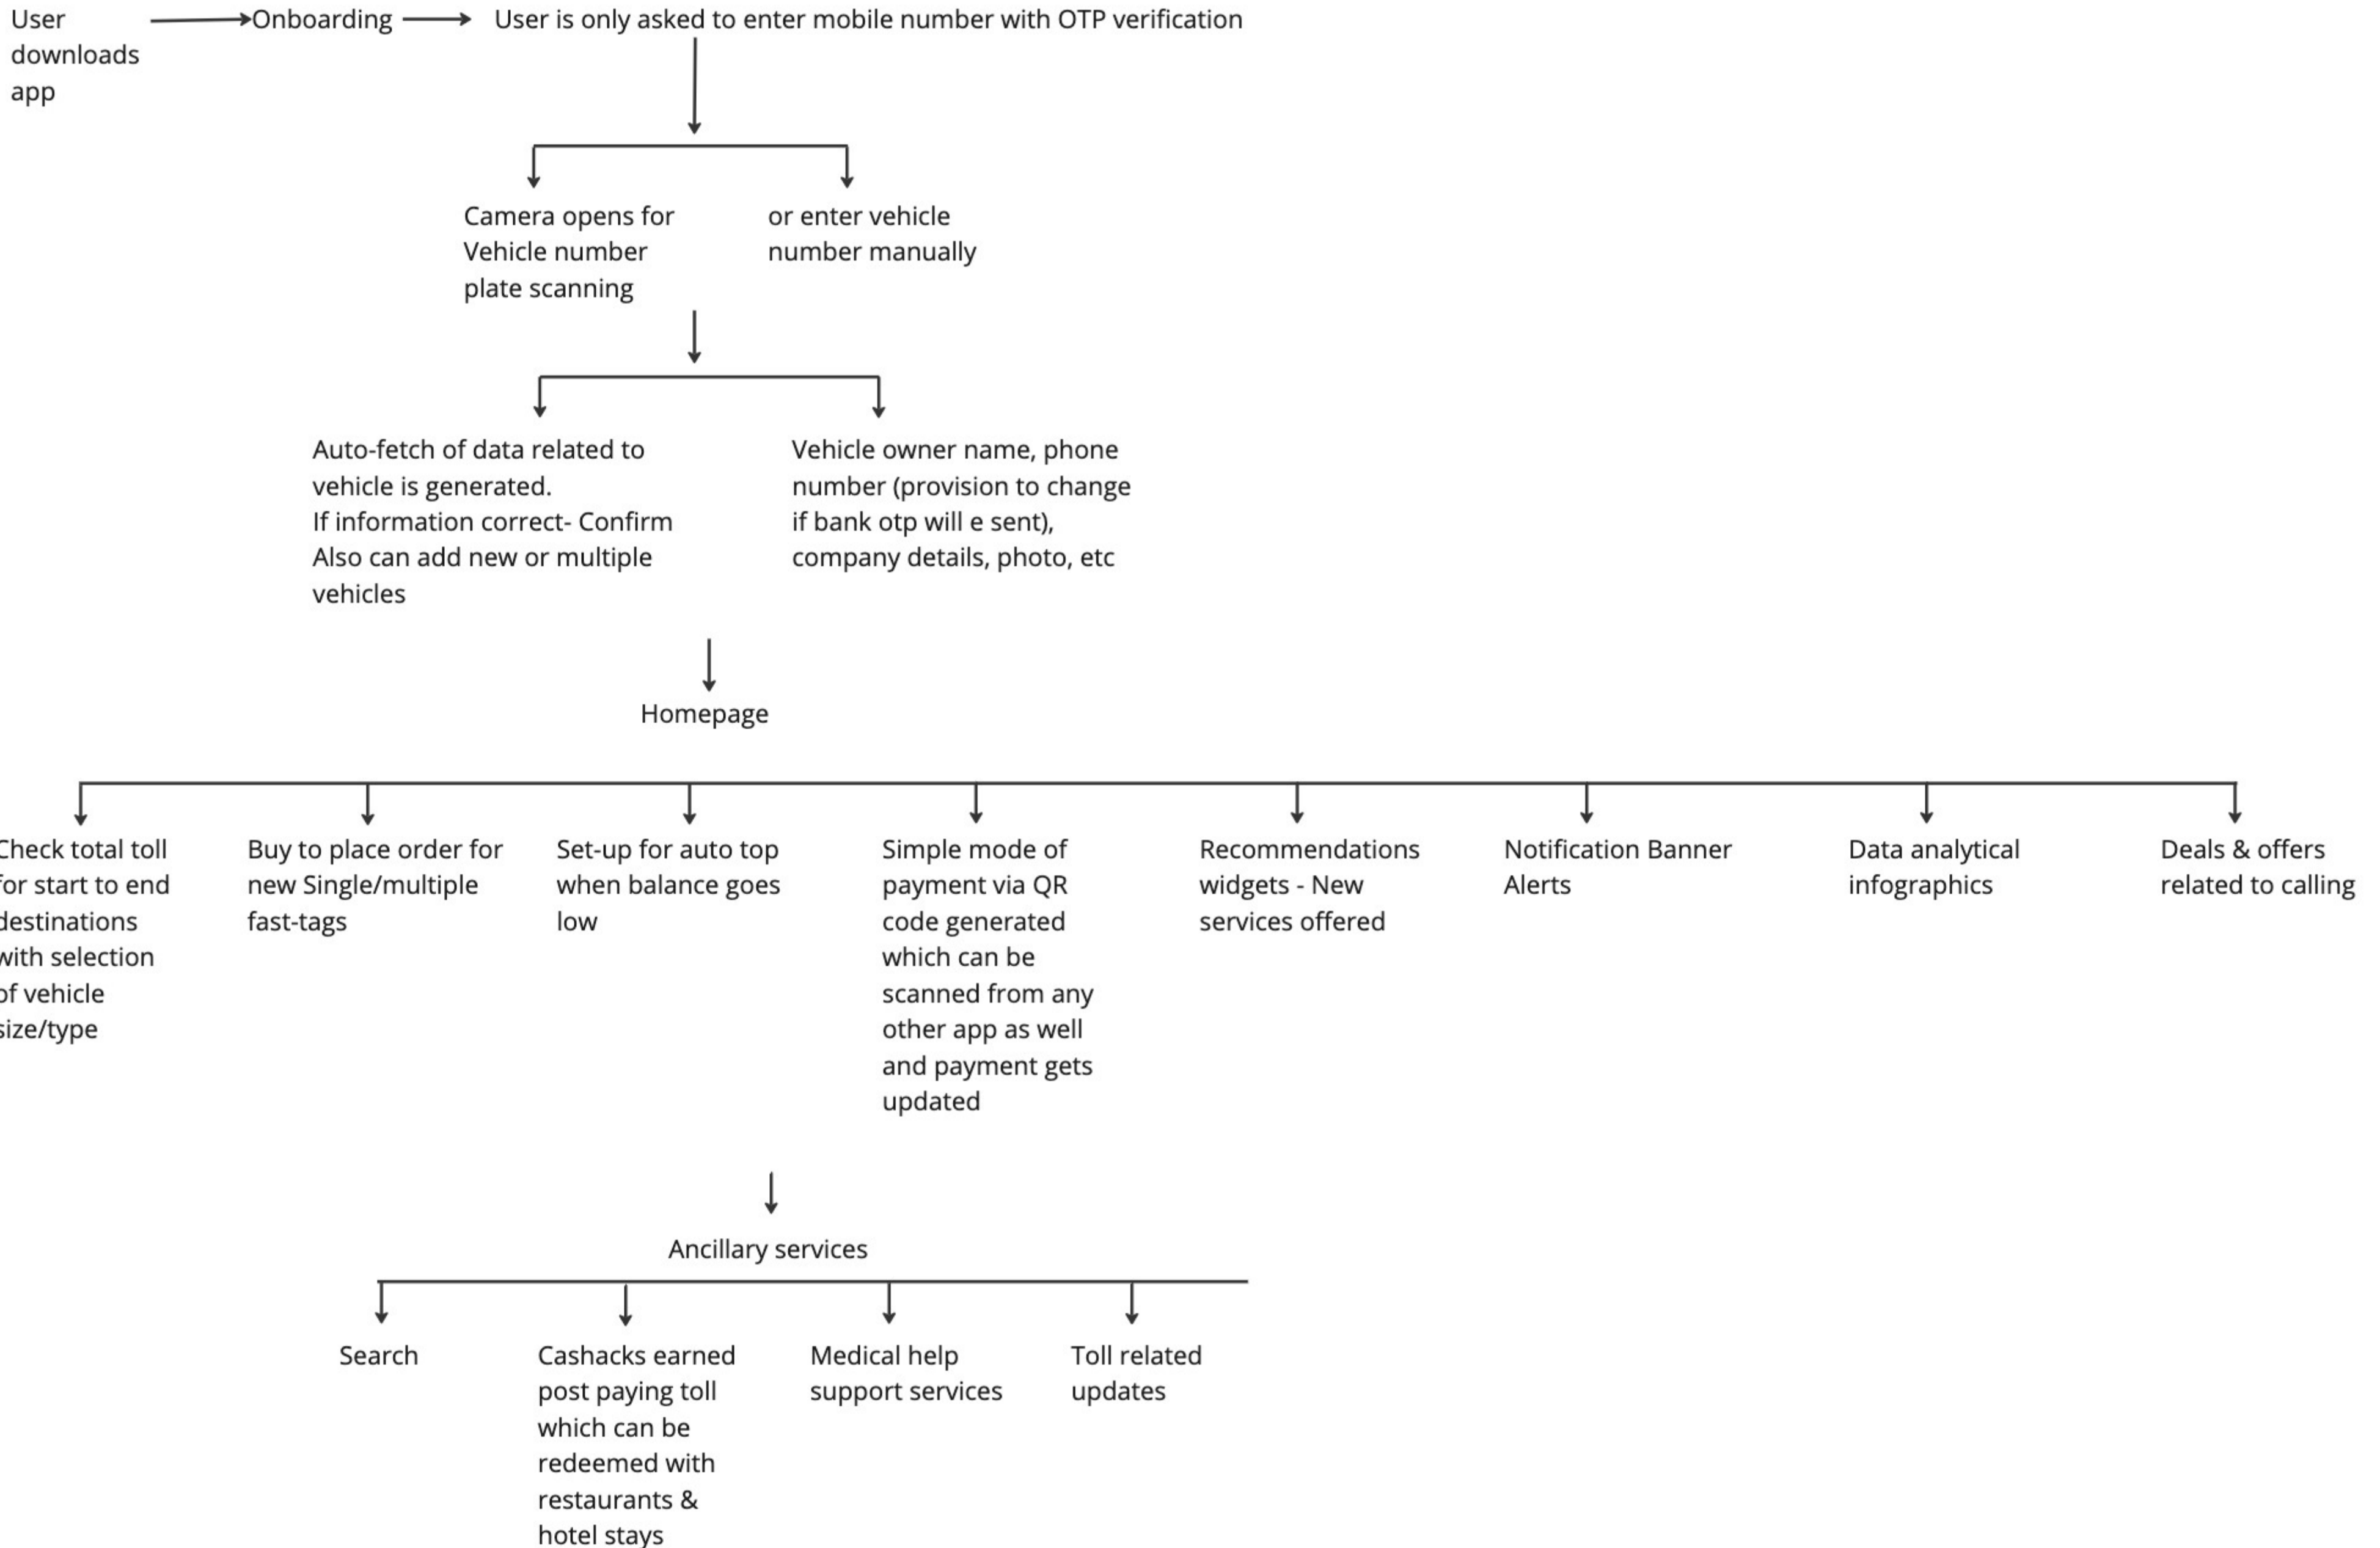 User
downloads
app
Onboarding
User is only asked to enter mobile number with OTP verification
Camera opens for
Vehicle number
plate scanning
or enter vehicle
number manually
Auto-fetch of data related to
vehicle is generated.
If information correct- Confirm
Also can add new or multiple
vehicles
Vehicle owner name, phone
number (provision to change
if bank otp will e sent),
company details, photo, etc
Homepage
Check total toll
for start to end
destinations
with selection
of vehicle
size/type
Buy to place order for
new Single/multiple
fast-tags
Set-up for auto top
when balance goes
low
Simple mode of
payment via QR
code generated
which can be
scanned from any
other app as well
and payment gets
updated
Recommendations
widgets - New
services offered
Notification Banner
Alerts
Data analytical
infographics
Deals & offers
related to calling
Ancillary services
Search
Cashacks earned
post paying toll
which can be
redeemed with
restaurants &
hotel stays
Medical help
support services
Toll related
updates